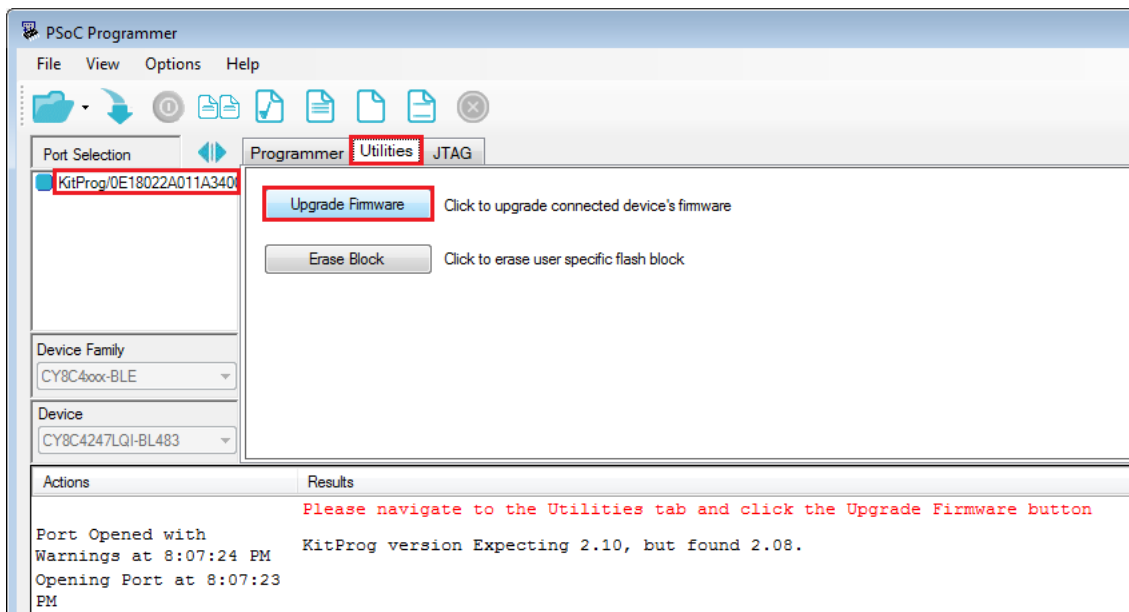 PSoC Programmer
File View Options Help
Port Selection
Programmer Utilities JTAG
KitProg/0E18022A011A340
Upgrade Firmware Click to upgrade connected device's firmware
Erase Block Click to erase user specific flash block
Device Family
CY8C4xxx-BLE
Device
CY8C4247LQI-BL483
Actions Results
Please navigate to the Utilities tab and click the Upgrade Firmware button
Port Opened with
Warnings at 8:07:24 PM
KitProg version Expecting 2.10, but found 2.08.
Opening Port at 8:07:23
PM